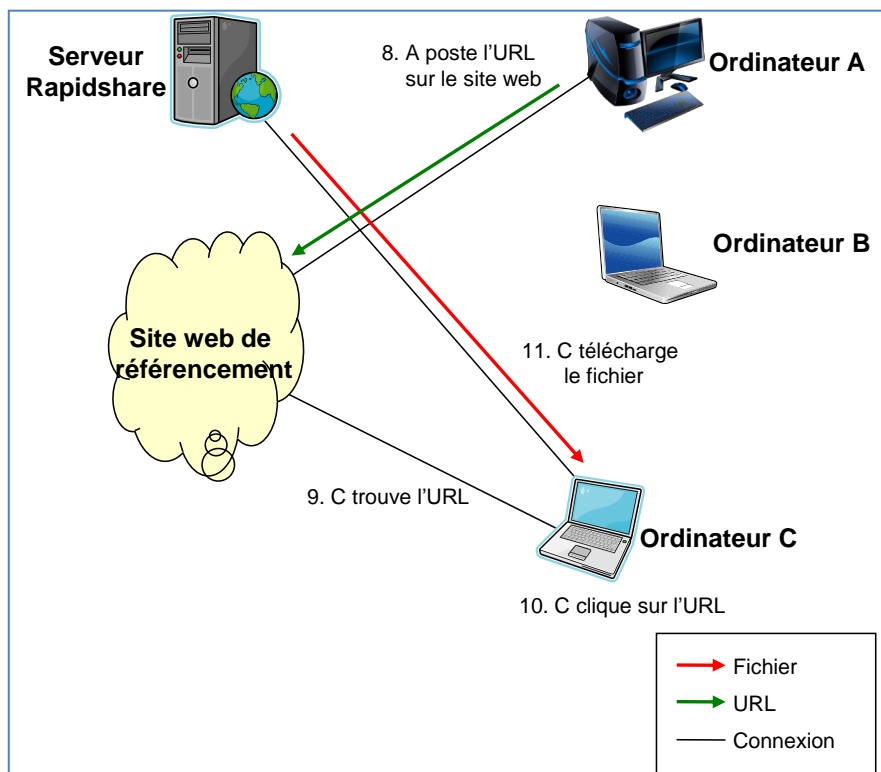 Serveur
Rapidshare
8. A poste l'URL
sur le site web
Ordinateur A
Ordinateur B
Site web de
référencement
11. C télécharge
le fichier
9. C trouve l'URL
Ordinateur C
10. C clique sur l'URL
Fichier
URL
Connexion